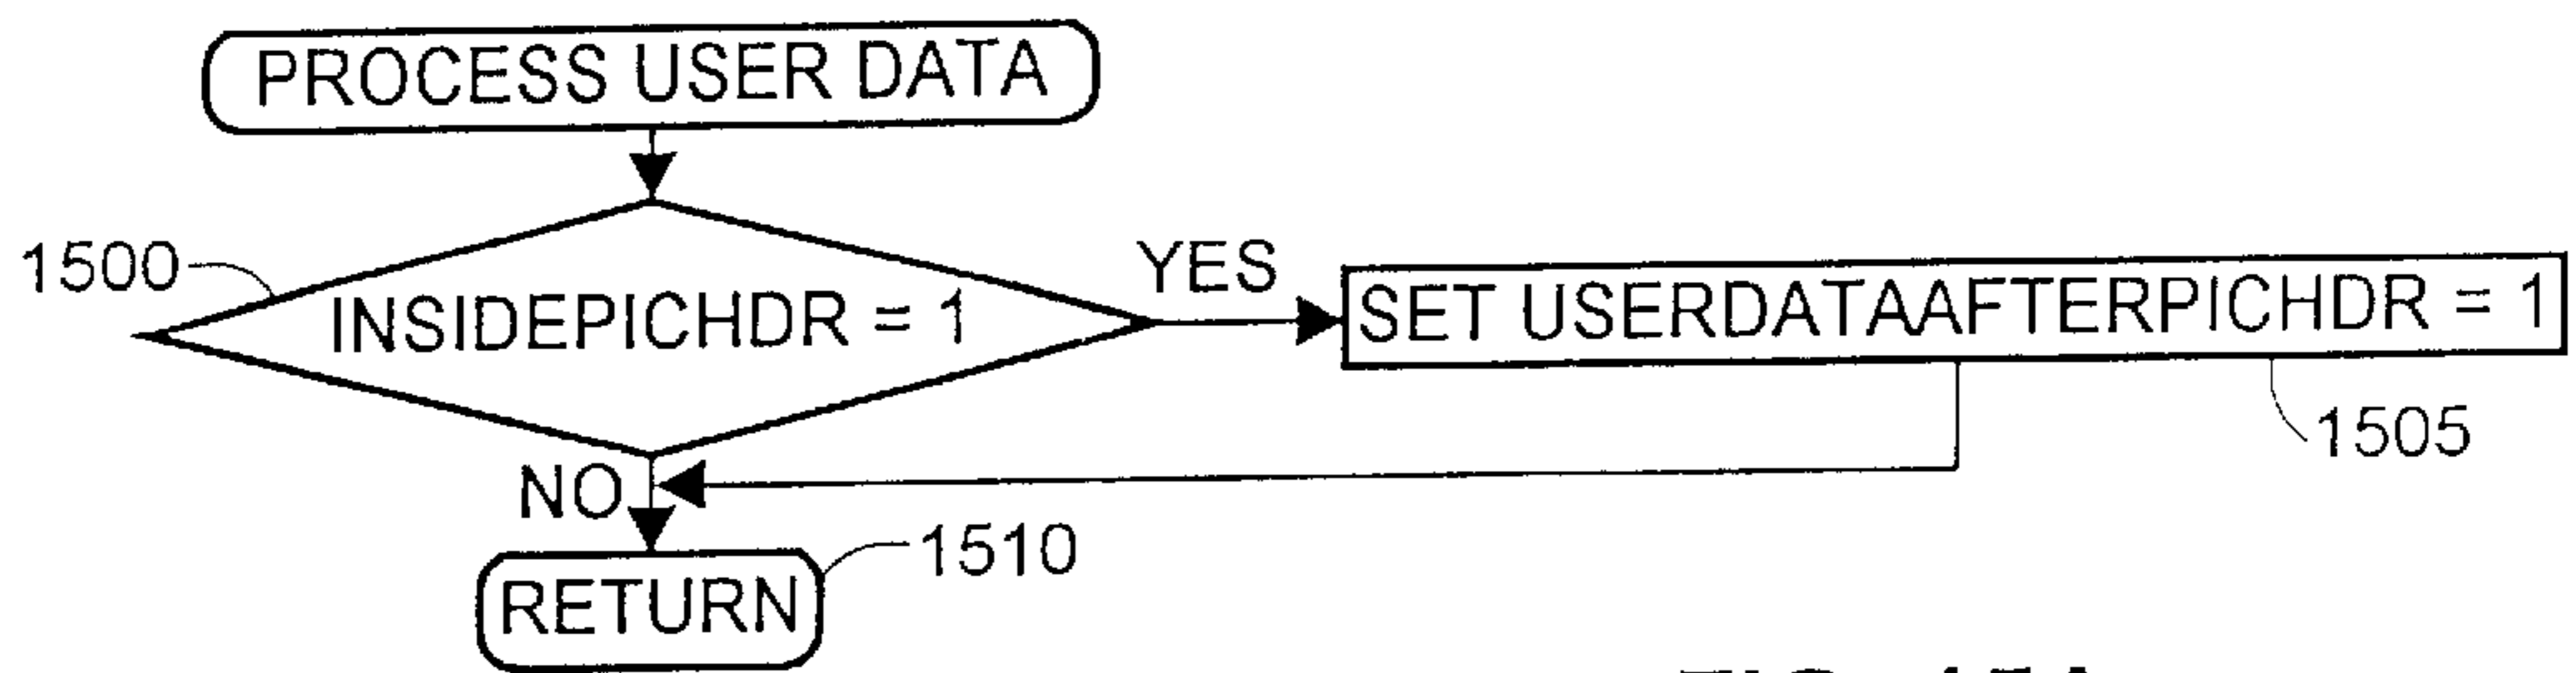 PROCESS USER DATA
1500
INSIDEPICHDR = 1
YES
SET USERDATAAFTERPICHDR = 1
1505
NO
1510
RETURN